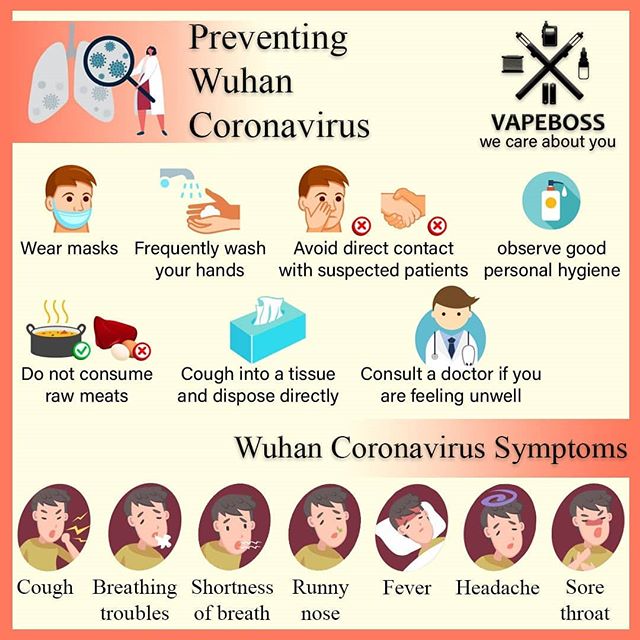 Preventing
Wuhan
Coronavirus
VAPEBOSS
we care about you
Wear masks
Frequently wash
your hands
Avoid direct contact
with suspected patients
observe good
personal hygiene
Do not consume
raw meats
Cough into a tissue
and dispose directly
Consult a doctor if you
are feeling unwell
Wuhan Coronavirus Symptoms
Cough
Breathing
troubles
Shortness
of breath
Runny
nose
Fever
Headache
Sore
throat